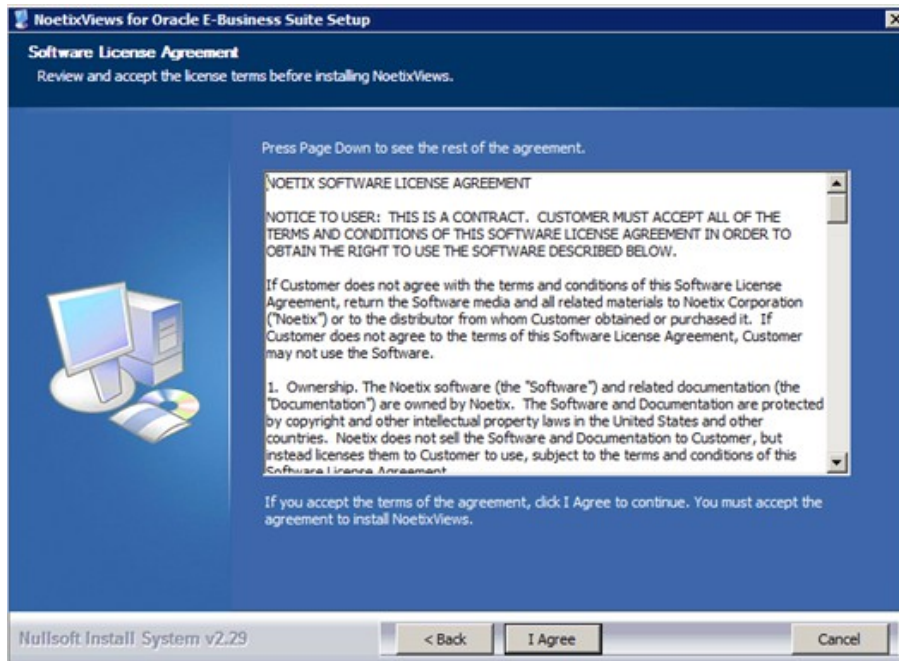 NoetixViews for Oracle E-Business Suite Setup
Software License Agreement
Review and accept the license terms before installing NoetixViews.
Press Page Down to see the rest of the agreement.
NOETIX SOFTWARE LICENSE AGREEMENT
NOTICE TO USER: THIS IS A CONTRACT. CUSTOMER MUST ACCEPT ALL OF THE
TERMS AND CONDITIONS OF THIS SOFTWARE LICENSE AGREEMENT IN ORDER TO
OBTAIN THE RIGHT TO USE THE SOFTWARE DESCRIBED BELOW.
If Customer does not agree with the terms and conditions of this Software License
Agreement, return the Software media and all related materials to Noetix Corporation
("Noetix") or to the distributor from whom Customer obtained or purchased it. If
Customer does not agree to the terms of this Software License Agreement, Customer
may not use the Software.
1. Ownership. The Noetix software (the "Software") and related documentation (the
"Documentation") are owned by Noetix. The Software and Documentation are protected
by copyright and other intellectual property laws in the United States and other
countries. Noetix does not sell the Software and Documentation to Customer, but
instead licenses them to Customer to use, subject to the terms and conditions of this
Software License Agreement
If you accept the terms of the agreement, click I Agree to continue. You must accept the
agreement to install NoetixViews.
Nullsoft Install System v2.29
< Back
I Agree
Cancel